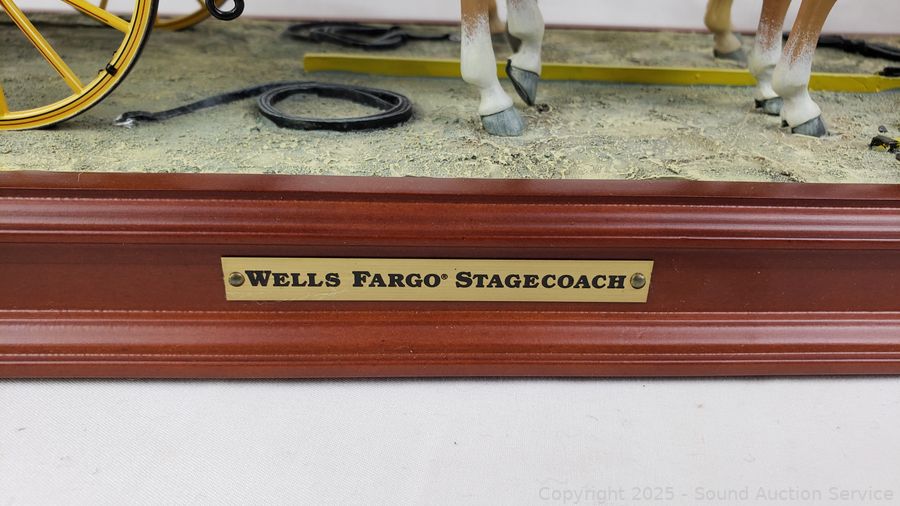 WELLS FARGO® STAGECOACH
Copyright 2025 - Sound Auction Service